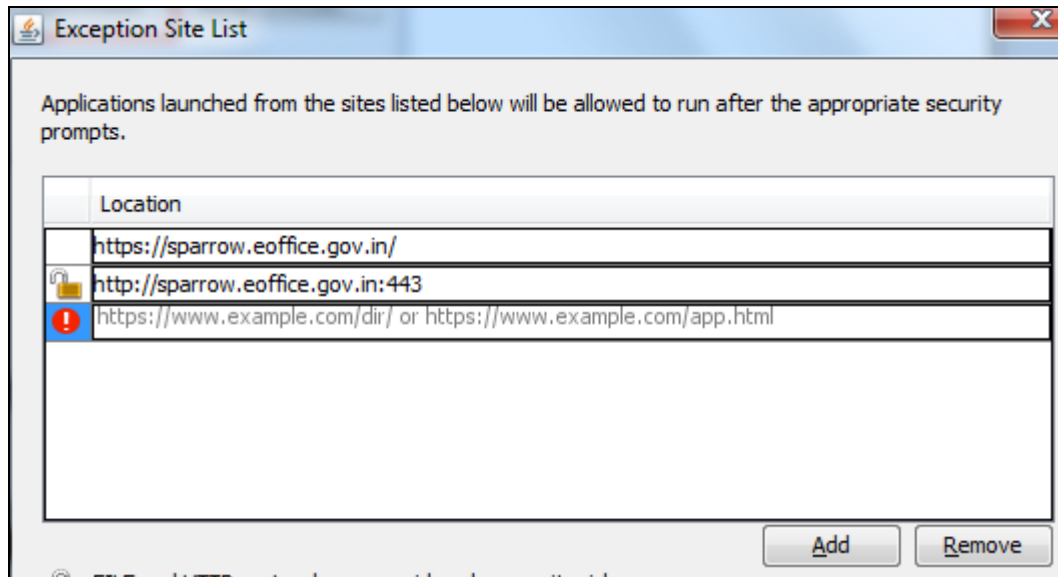 Exception Site List
Applications launched from the sites listed below will be allowed to run after the appropriate security
prompts.
Location
https://sparrow.eoffice.gov.in/
http://sparrow.eoffice.gov.in:443
https://www.example.com/dir/ or https://www.example.com/app.html
Add Remove